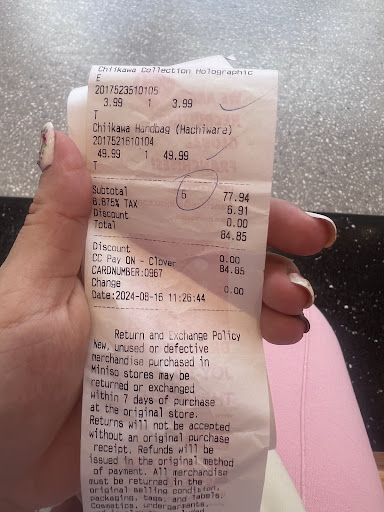 Chiikawa Collection Holographic
E
2017523510105
3.99 1 3.99
T
Chiikawa Handbag (Hachiware)
2017521610104
49.99 1 49.99
T
Subtotal 6 77.94
8.875% TAX 6.91
Discount 0.00
Total 84.85
Discount 0.00
CC Pay ON - Clover 84.85
CARDNUMBER:0967
Change 0.00
Date:2024-08-16 11:26:44
Return and Exchange Policy
New, unused or defective
merchandise purchased in
Miniso stores may be
returned or exchanged
within 7 days of purchase
at the original store.
Returns will not be accepted
without an original purchase
receipt. Refunds will be
issued in the original method
of payment. All merchandise
must be returned in the
original selling condition,
packaging, tags, and labels.
Cosmetics, undergarments,